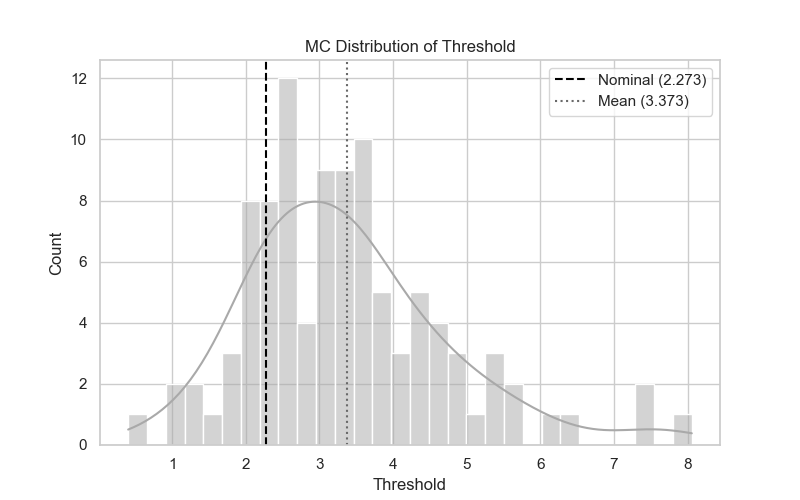 MC Distribution of Threshold
Nominal (2.273)
Mean (3.373)
12
10
8
6
4
2
0
Count
1 2 3 4 5 6 7 8
Threshold